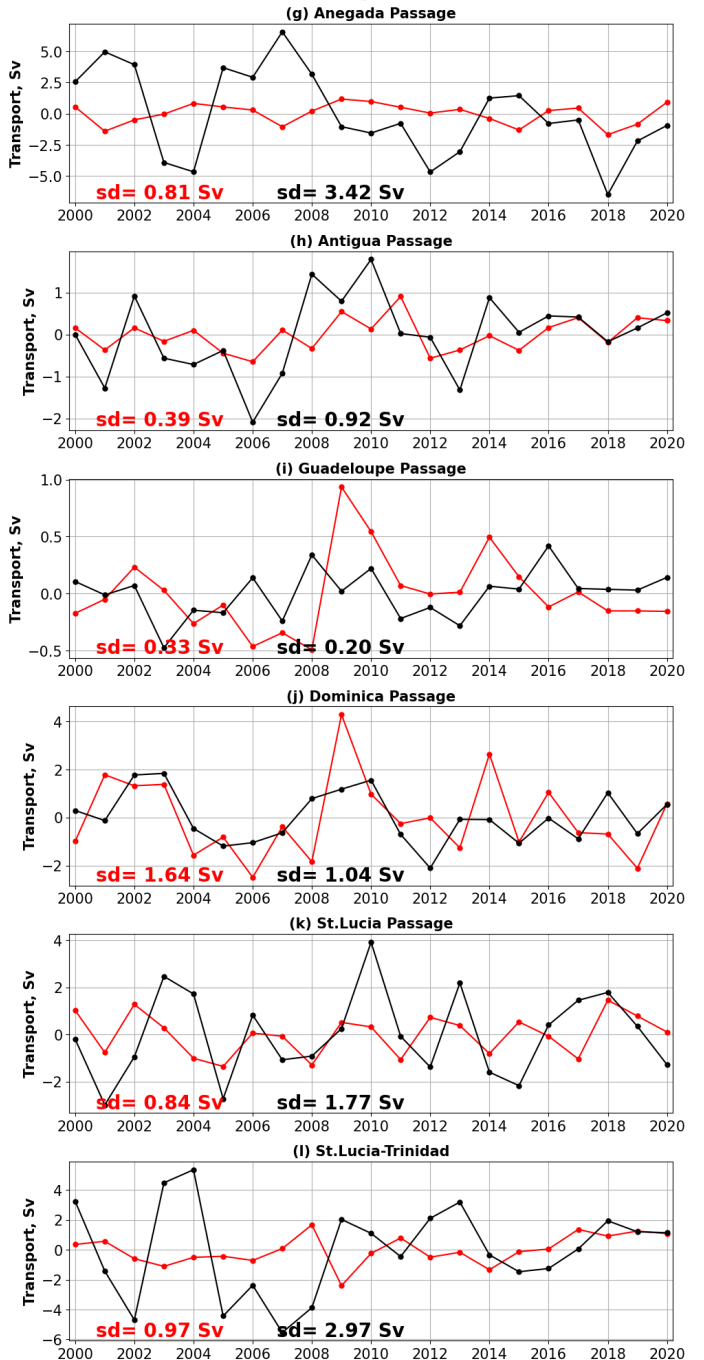 (g) Anegada Passage
Transport, Sv
5.0
2.5
0.0
−2.5
−5.0
sd= 0.81 Sv sd= 3.42 Sv
2000 2002 2004 2006 2008 2010 2012 2014 2016 2018 2020
(h) Antigua Passage
Transport, Sv
1
0
−1
−2
sd= 0.39 Sv sd= 0.92 Sv
2000 2002 2004 2006 2008 2010 2012 2014 2016 2018 2020
(i) Guadeloupe Passage
Transport, Sv
1.0
0.5
0.0
−0.5
sd= 0.33 Sv sd= 0.20 Sv
2000 2002 2004 2006 2008 2010 2012 2014 2016 2018 2020
(j) Dominica Passage
Transport, Sv
4
2
0
−2
sd= 1.64 Sv sd= 1.04 Sv
2000 2002 2004 2006 2008 2010 2012 2014 2016 2018 2020
(k) St.Lucia Passage
Transport, Sv
4
2
0
−2
sd= 0.84 Sv sd= 1.77 Sv
2000 2002 2004 2006 2008 2010 2012 2014 2016 2018 2020
(l) St.Lucia-Trinidad
Transport, Sv
4
2
0
−2
−4
−6
sd= 0.97 Sv sd= 2.97 Sv
2000 2002 2004 2006 2008 2010 2012 2014 2016 2018 2020